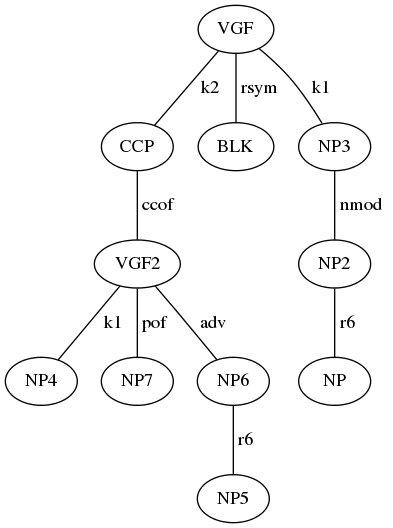 VGF
k2 rsym k1
CCP BLK NP3
ccof nmod
VGF2 NP2
k1 pof adv r6
NP4 NP7 NP6 NP
r6
NP5